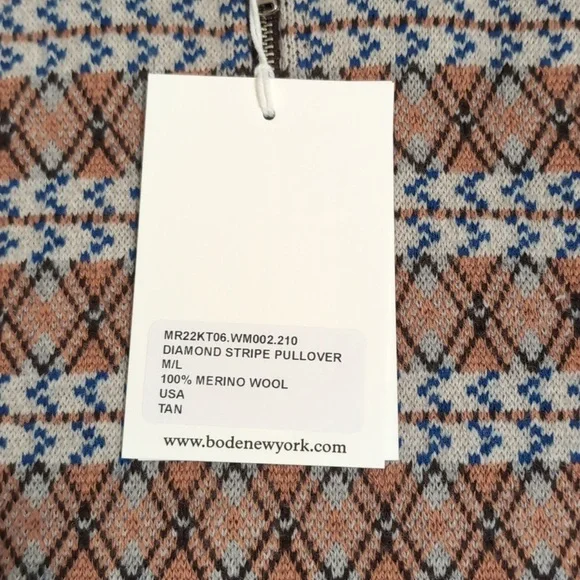 MR22KT06.WM002.210
DIAMOND STRIPE PULLOVER
M/L
100% MERINO WOOL
USA
TAN
www.bodenewyork.com